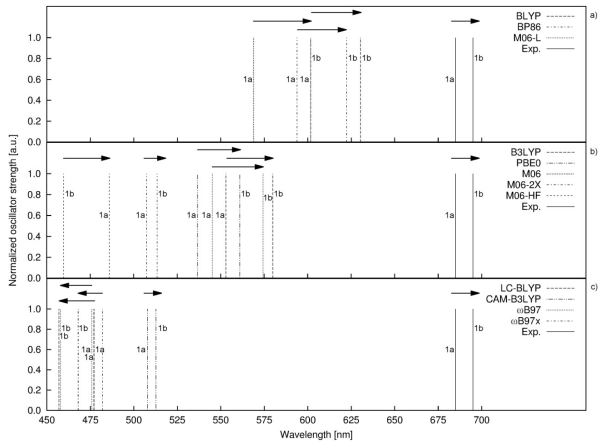 a)
BLYP
BP86
M06-L
Exp.
1.0
0.8
0.6
0.4
0.2
0.0
1a
1a
1a
1b
1b
1b
1a
1b
b)
B3LYP
PBE0
M06
M06-2X
M06-HF
Exp.
1.0
0.8
0.6
0.4
0.2
0.0
1b
1a
1a
1b
1a
1a
1a
1b
1b
1b
1a
1b
c)
LC-BLYP
CAM-B3LYP
ωB97
ωB97x
Exp.
1.0
0.8
0.6
0.4
0.2
0.0
1b
1b
1b
1a
1a
1a
1a
1b
1a
1b
450 475 500 525 550 575 600 625 650 675 700
Wavelength [nm]
Normalized oscillator strength [a.u.]